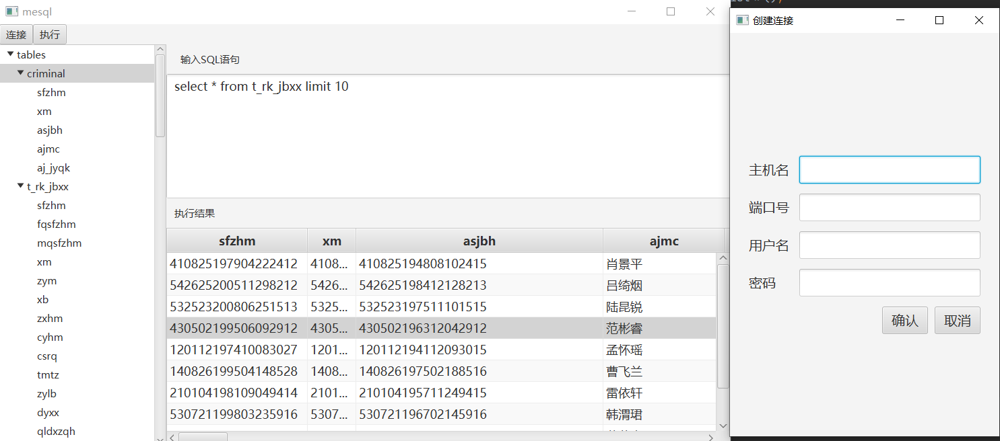 mesql
连接 执行
tables
criminal
sfzhm
xm
asjbh
ajmc
aj_jyqk
t_rk_jbxx
sfzhm
fqsfzhm
mqsfzhm
xm
zym
xb
zxhm
cyhm
csrq
tmtz
zylb
dyxx
qldxzqh
输入SQL语句
select * from t_rk_jbxx limit 10
执行结果
sfzhm xm asjbh ajmc
410825197904222412 4108... 410825194808102415 肖景平
542625200511298212 5426... 542625198412128213 吕绮烟
532523200806251513 5325... 532523197511101515 陆昆锐
430502199506092912 4305... 430502196312042912 范彬睿
120112197410083027 1201... 120112194112093015 孟怀瑶
140826199504148528 1408... 140826197502188516 曹飞兰
210104198109049414 2101... 210104195711249415 雷依轩
530721199803235916 5307... 530721196702145916 韩渭珺
创建连接
主机名
端口号
用户名
密码
确认 取消